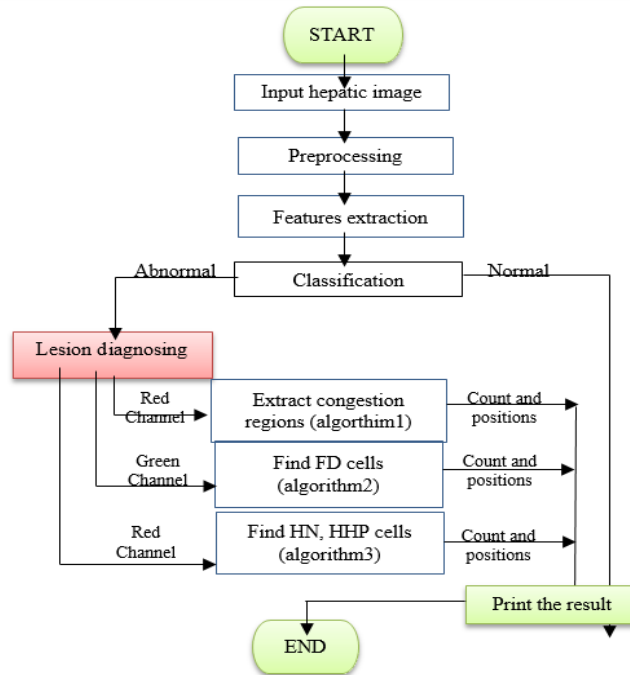 START
Input hepatic image
Preprocessing
Features extraction
Abnormal
Classification
Normal
Lesion diagnosing
Red
Channel
Extract congestion
regions (algorthim1)
Count and
positions
Green
Channel
Find FD cells
(algorithm2)
Count and
positions
Red
Channel
Find HN, HHP cells
(algorithm3)
Count and
positions
Print the result
END